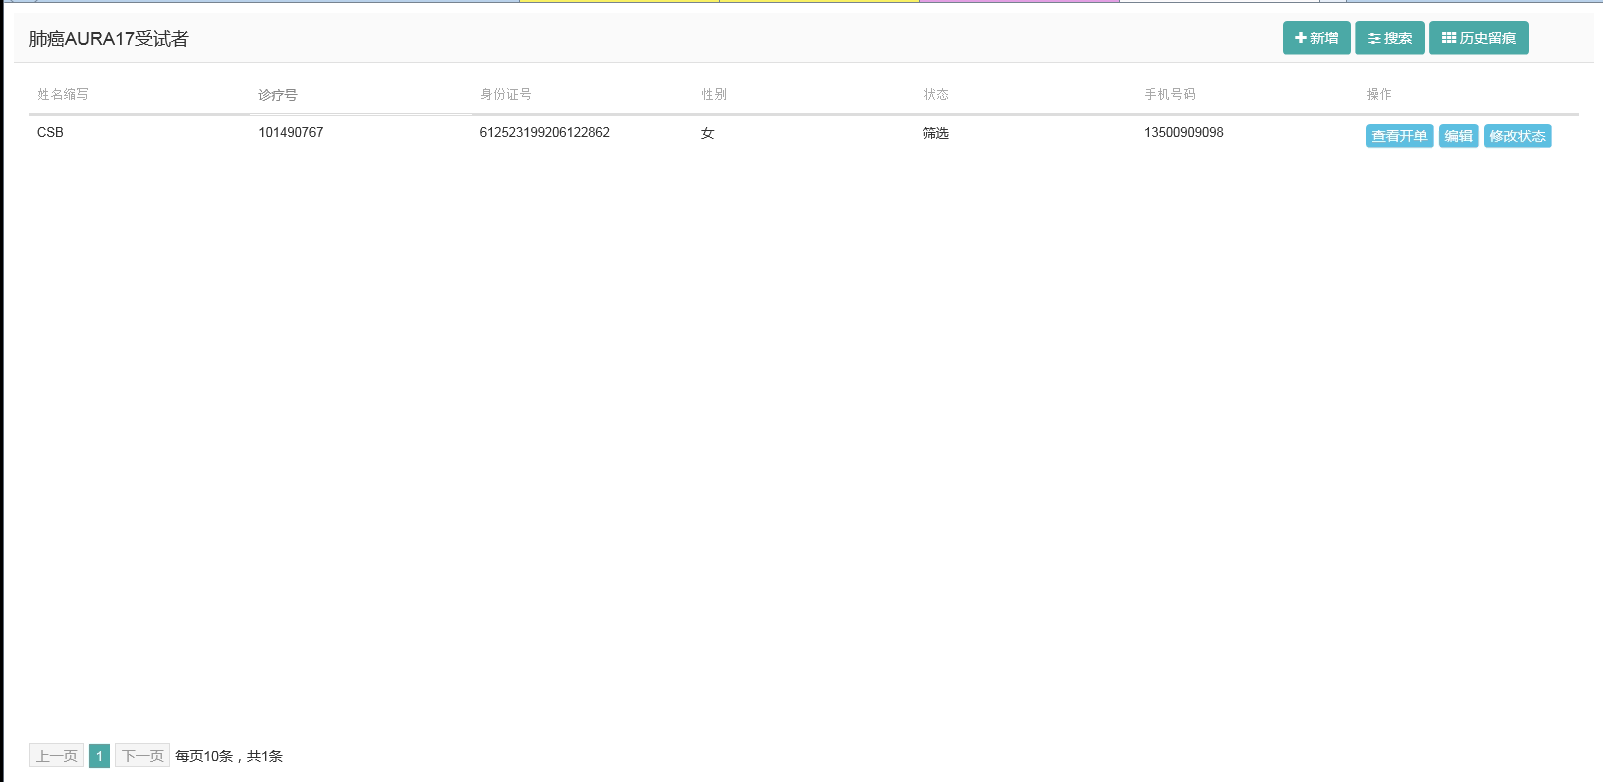 肺癌AURA17受试者
新增 搜索 历史留痕
姓名缩写 诊疗号 身份证号 性别 状态 手机号码 操作
CSB 101490767 612523199206122862 女 筛选 13500909098 查看开单 编辑 修改状态
上一页 1 下一页 每页10条，共1条